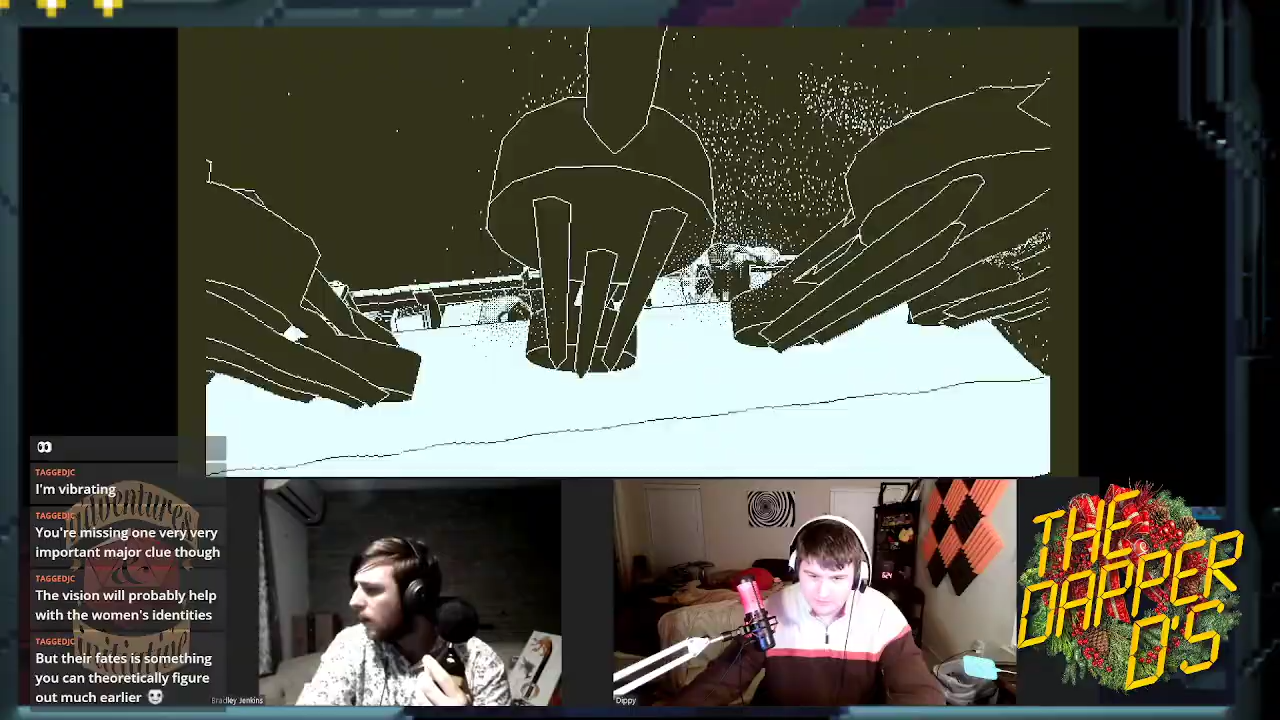 TAGGEDJC
I'm vibrating
TAGGEDJC
You're missing one very very
important major clue though
TAGGEDJC
The vision will probably help
with the women's identities
TAGGEDJC
But their fates is something
you can theoretically figure
out much earlier
Adventures
&
Bradley Jenkins
Dippy
THE
DAPPER
D'S